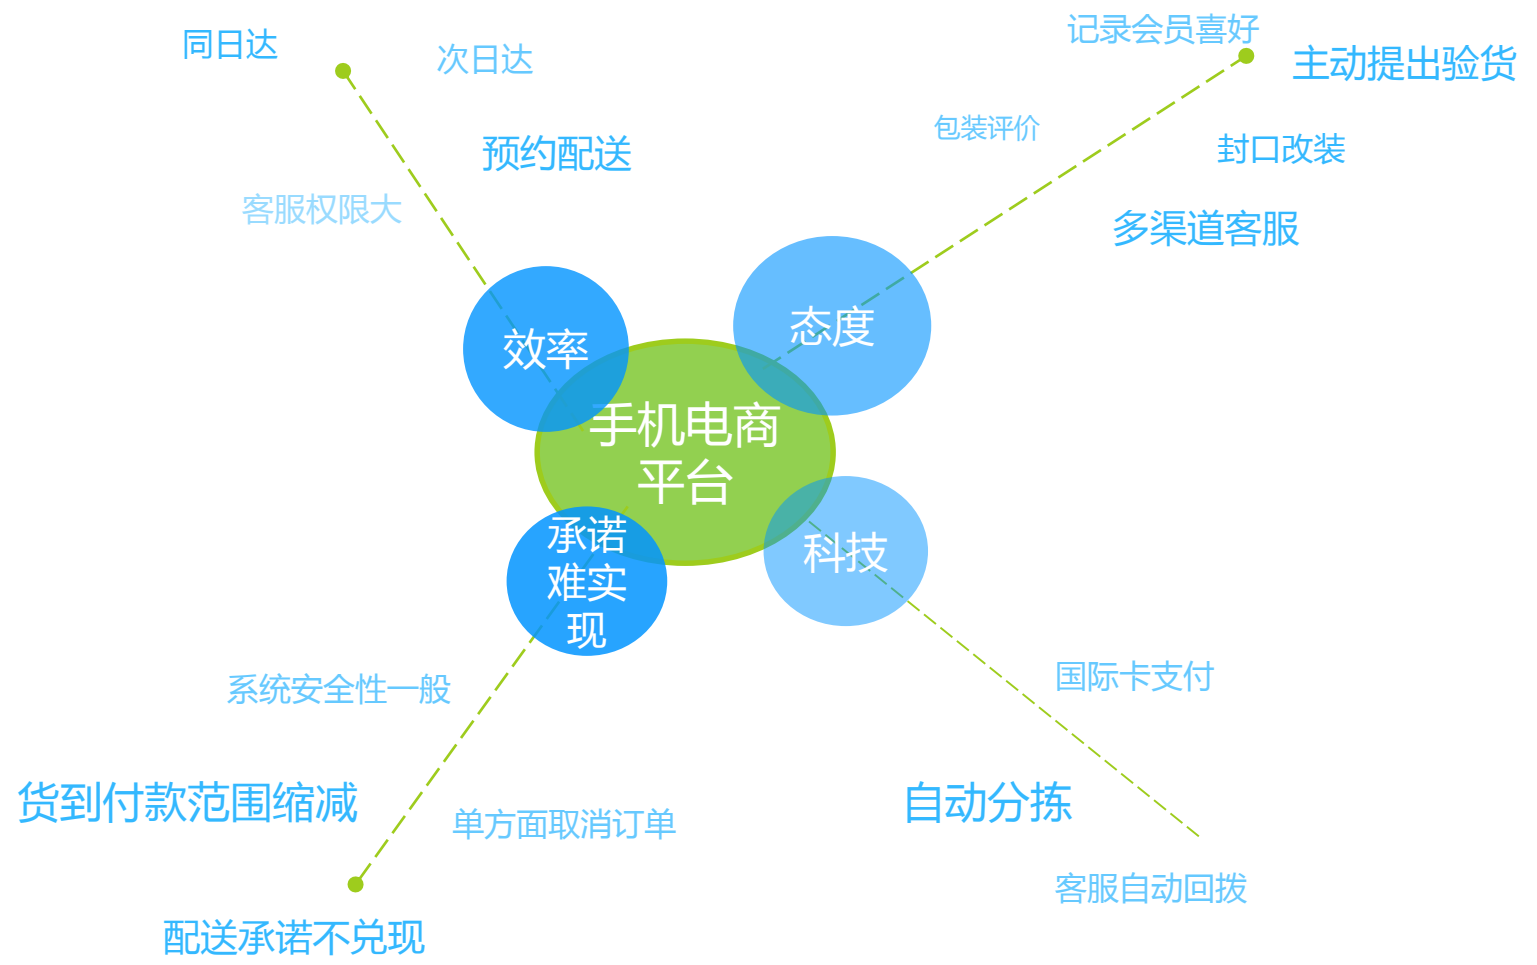 同日达
次日达
预约配送
客服权限大
记录会员喜好
主动提出验货
包装评价
封口改装
多渠道客服
效率
态度
手机电商
平台
承诺
难实
现
科技
系统安全性一般
货到付款范围缩减
单方面取消订单
配送承诺不兑现
国际卡支付
自动分拣
客服自动回拨